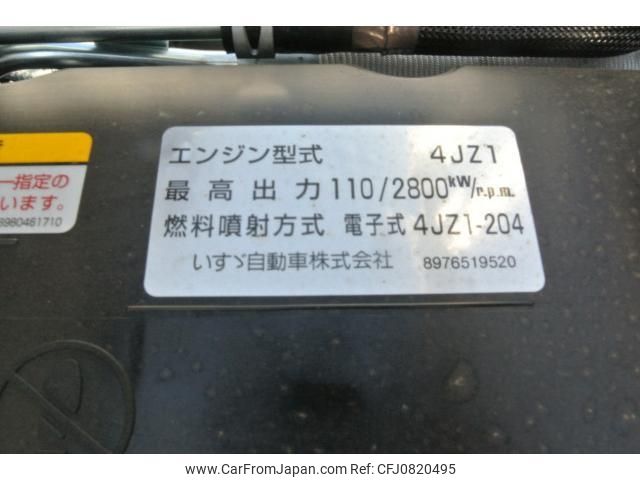 エンジン型式 4JZ1
最高出力 110/2800kW/r.p.m.
燃料噴射方式 電子式 4JZ1-204
いすゞ自動車株式会社 8976519520
一指定の
います。
8980461710
© CarFromJapan - www.carfromjapan.com - CFJ0820495